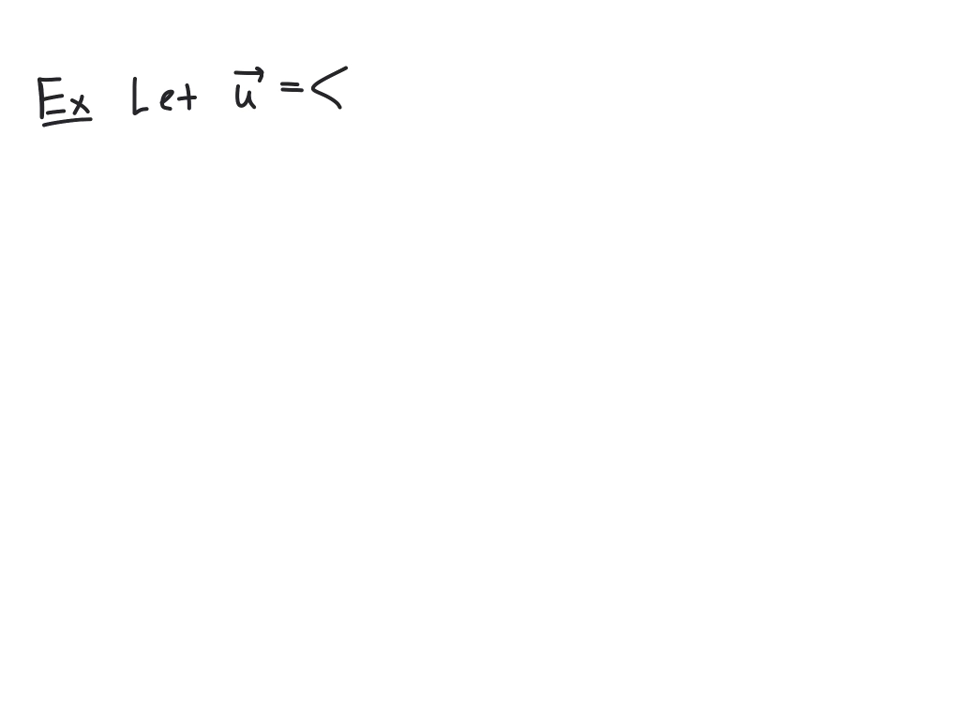 Ex Let u⃗ = <